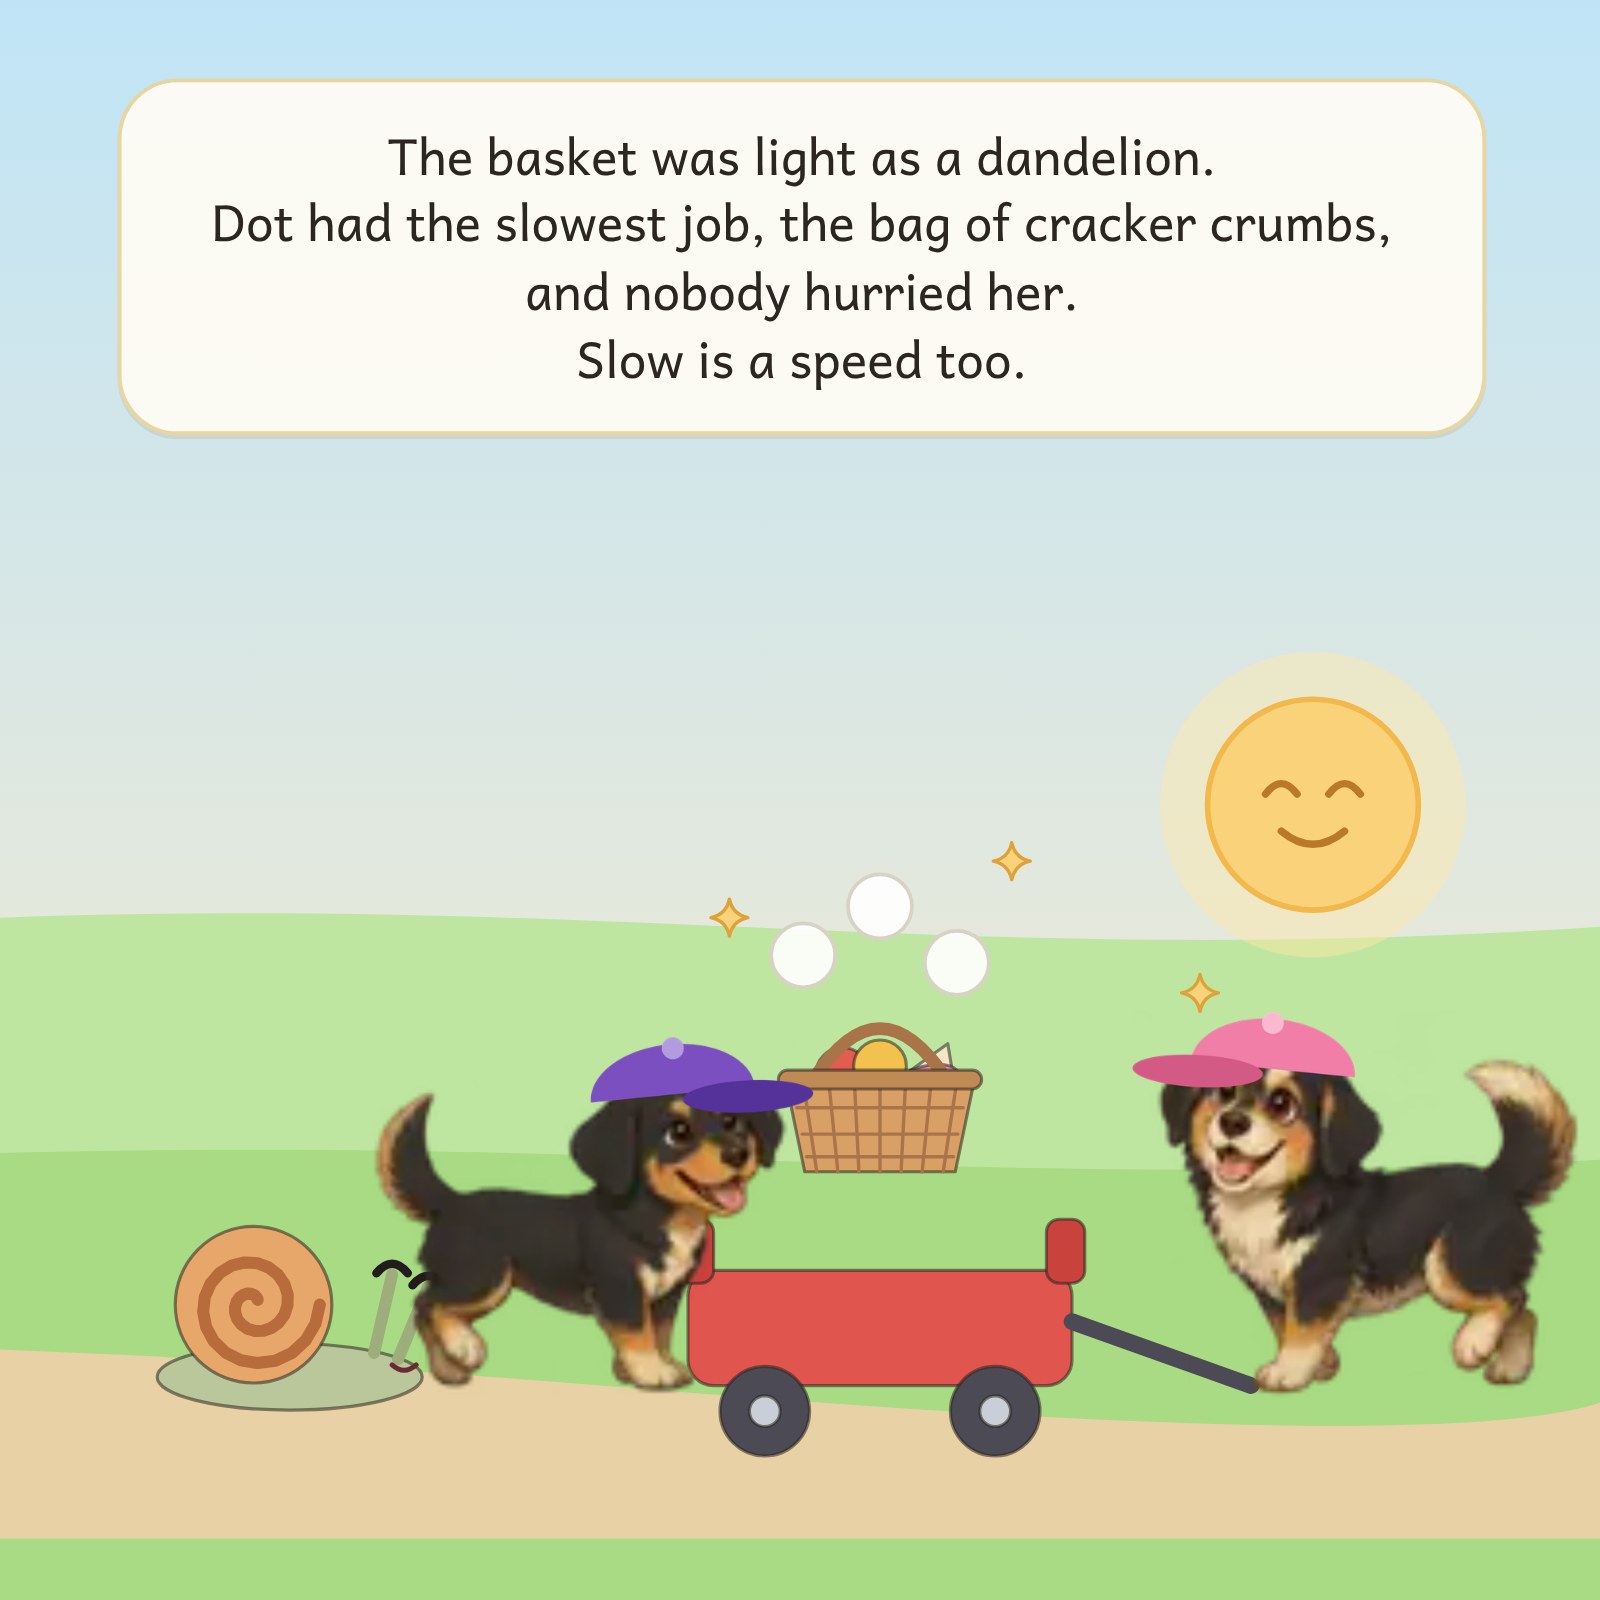 The basket was light as a dandelion.
Dot had the slowest job, the bag of cracker crumbs,
and nobody hurried her.
Slow is a speed too.